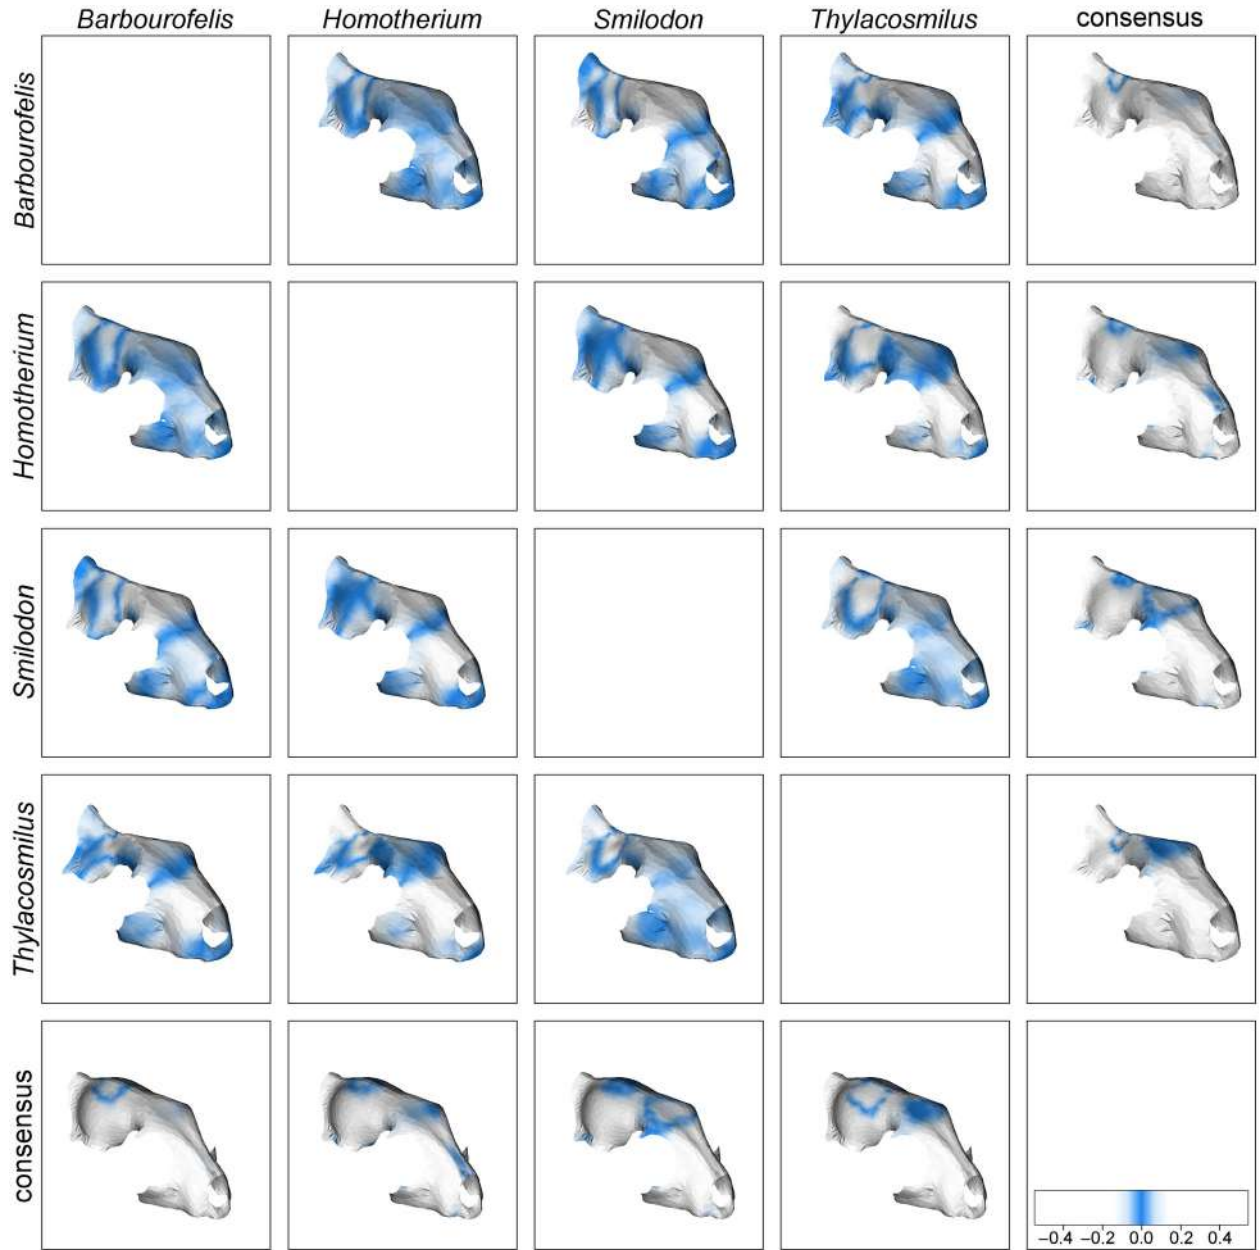 Barbourofelis Homotherium Smilodon Thylacosmilus consensus
Barbourofelis
Homotherium
Smilodon
Thylacosmilus
consensus
−0.4 −0.2 0.0 0.2 0.4